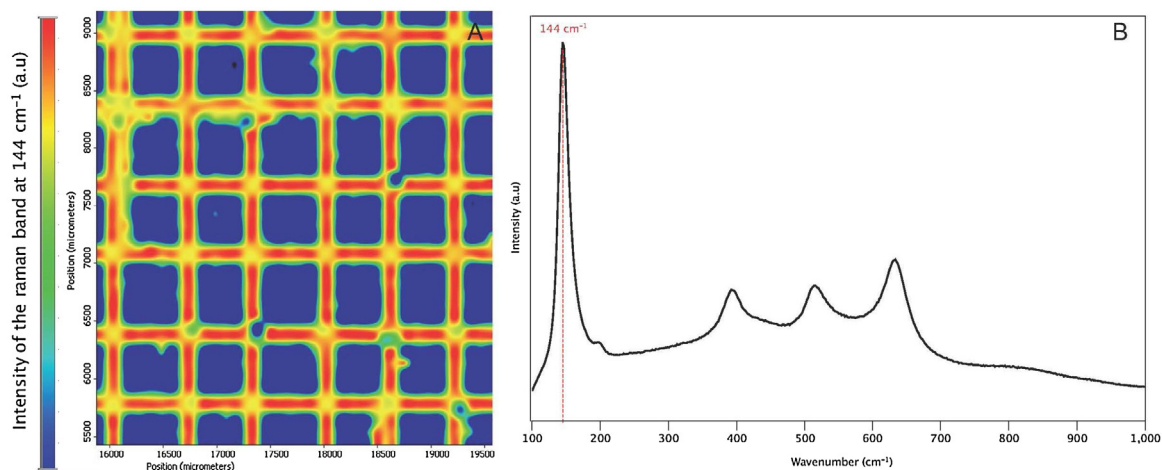 Intensity of the raman band at 144 cm⁻¹ (a.u)
A
Position (micrometers)
9000
8500
8000
7500
7000
6500
6000
5500
16000 16500 17000 17500 18000 18500 19000 19500
Position (micrometers)
B
144 cm⁻¹
Intensity (a.u)
100 200 300 400 500 600 700 800 900 1,000
Wavenumber (cm⁻¹)